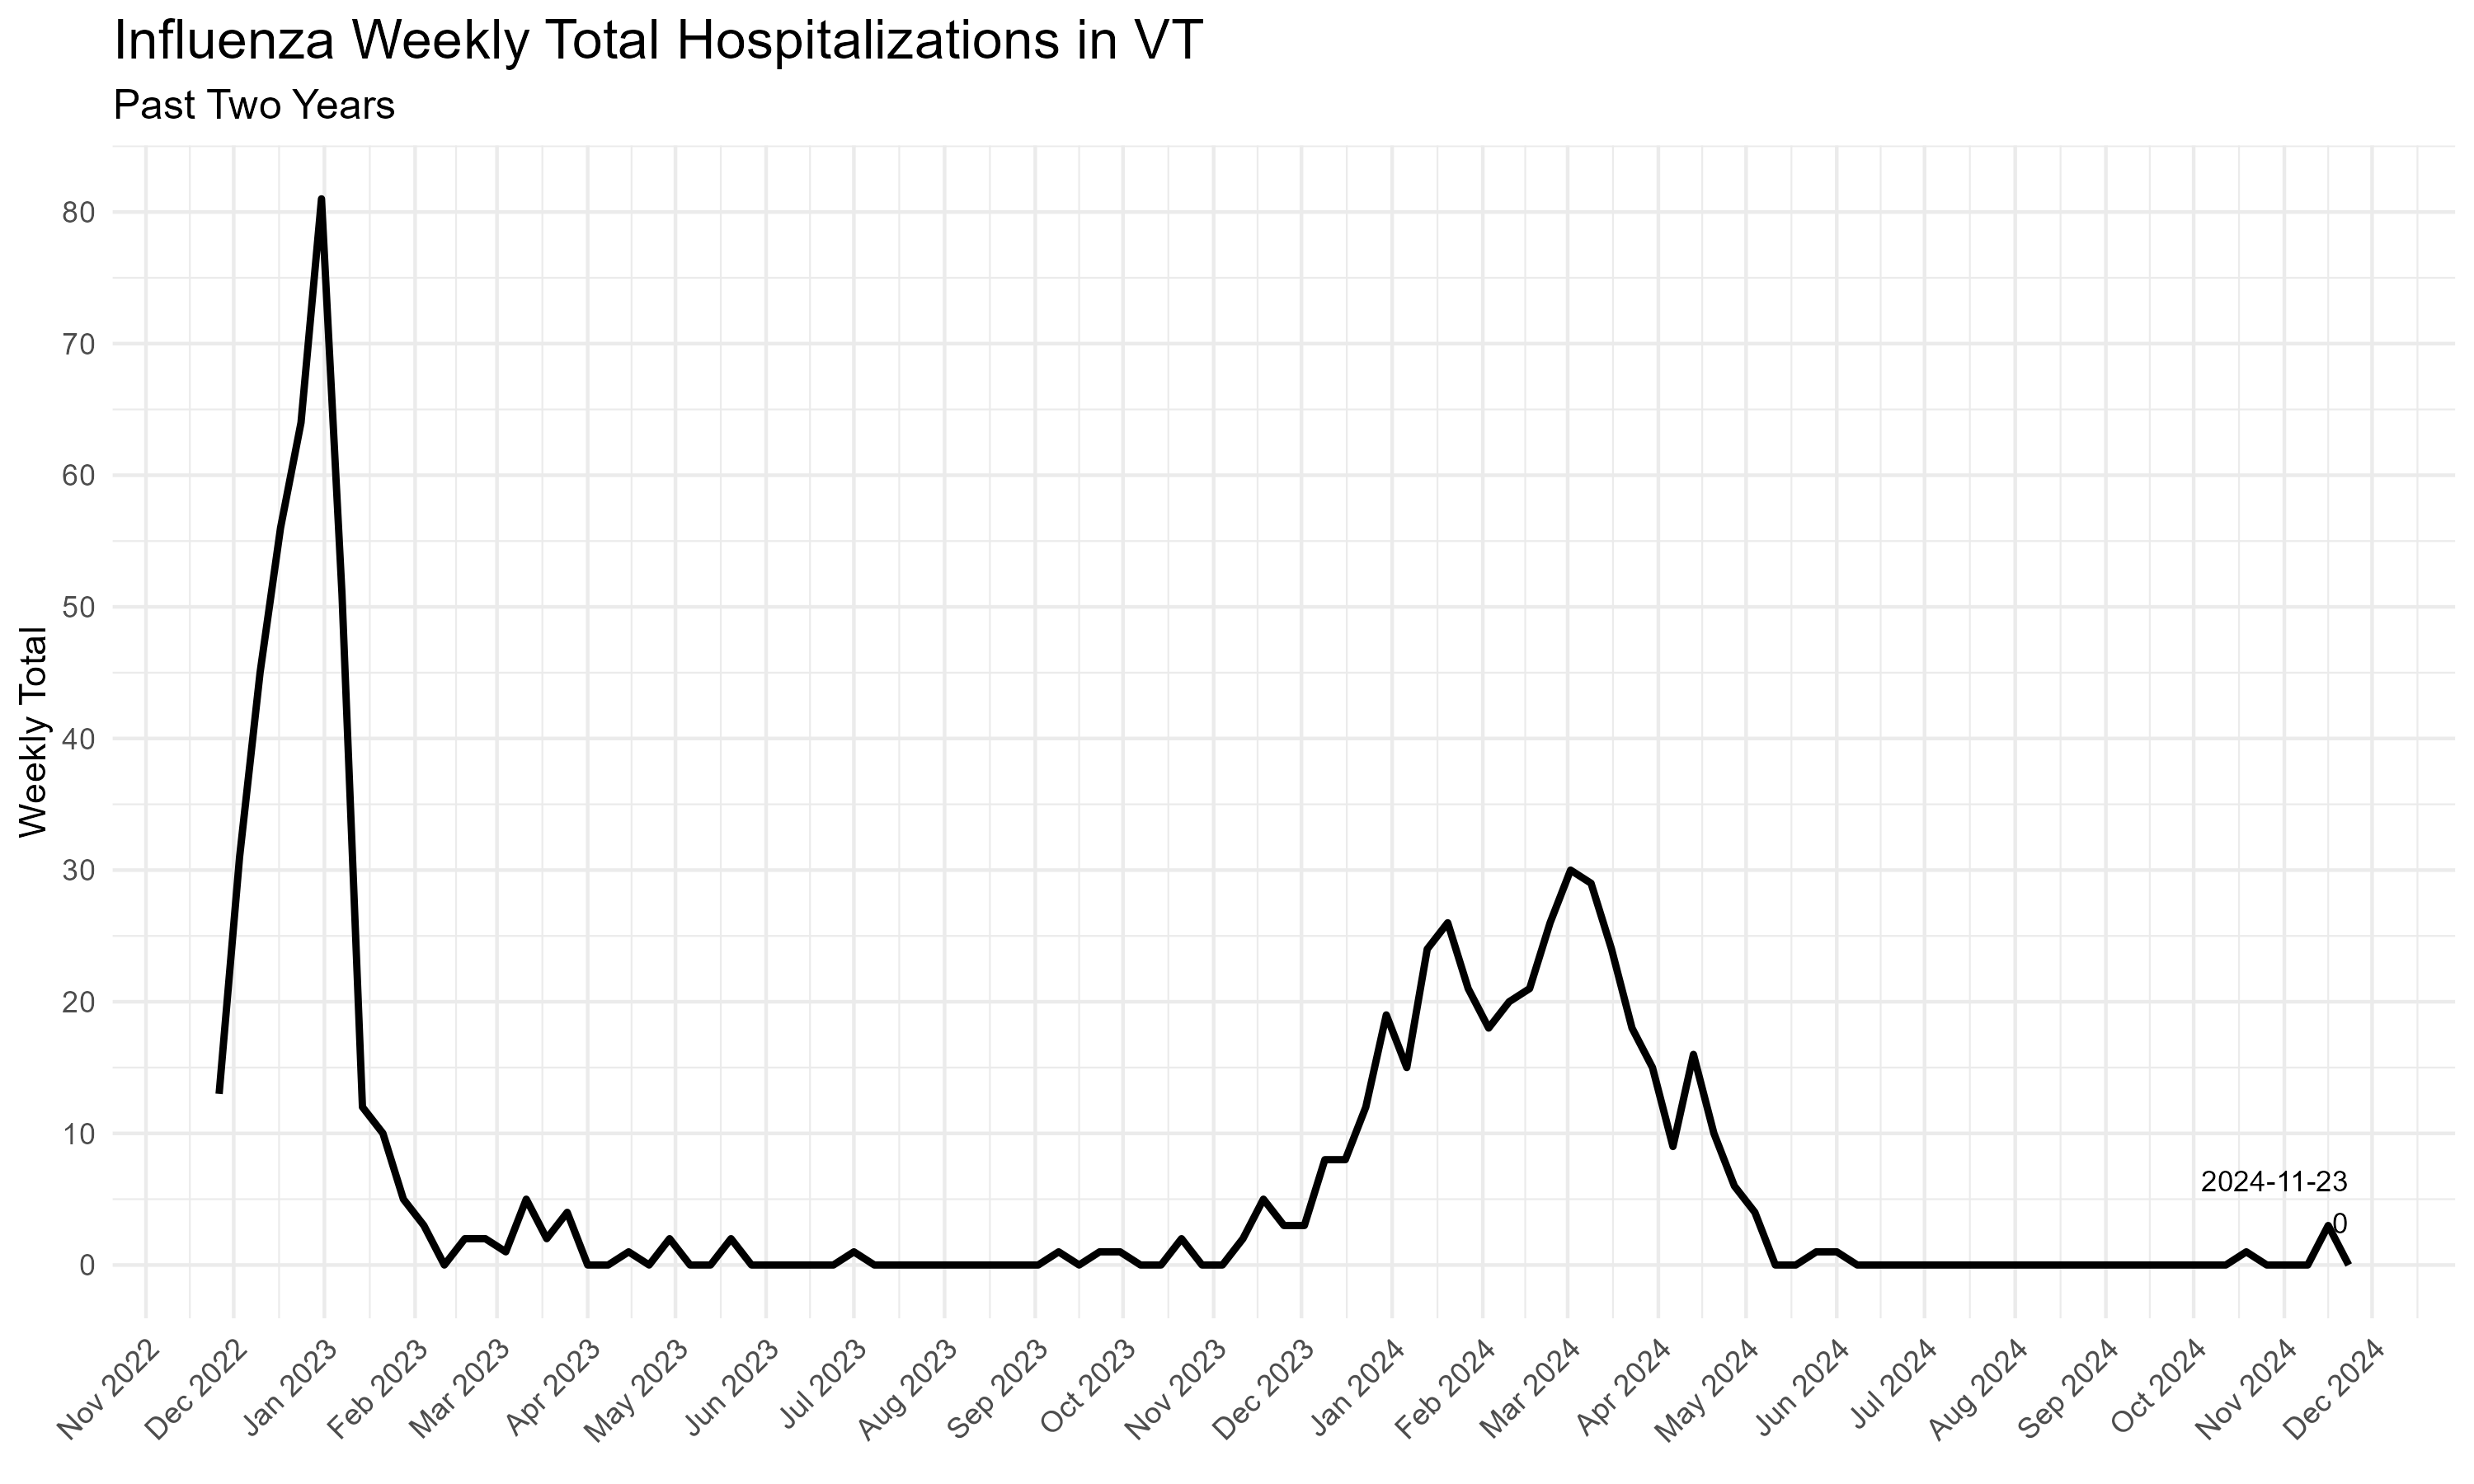 Influenza Weekly Total Hospitalizations in VT
Past Two Years
Weekly Total
80
70
60
50
40
30
20
10
0
2024-11-23
0
Nov 2022
Dec 2022
Jan 2023
Feb 2023
Mar 2023
Apr 2023
May 2023
Jun 2023
Jul 2023
Aug 2023
Sep 2023
Oct 2023
Nov 2023
Dec 2023
Jan 2024
Feb 2024
Mar 2024
Apr 2024
May 2024
Jun 2024
Jul 2024
Aug 2024
Sep 2024
Oct 2024
Nov 2024
Dec 2024